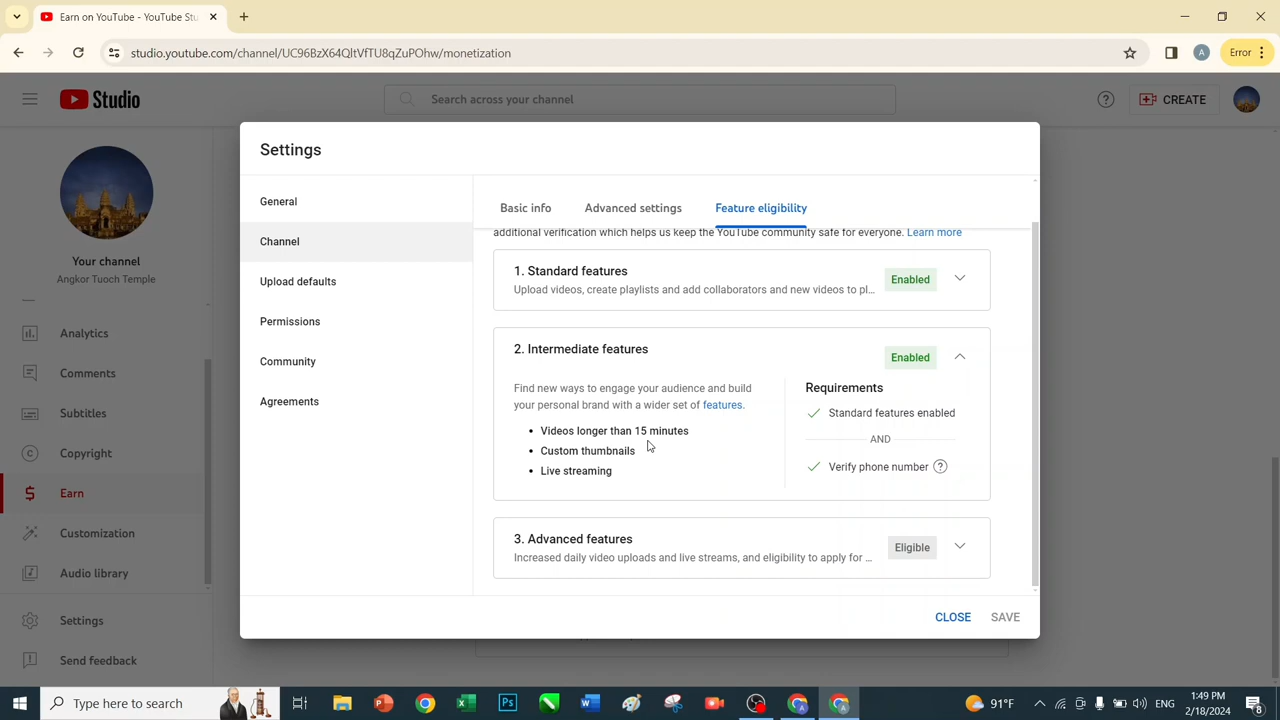 Earn on YouTube - YouTube Stu
studio.youtube.com/channel/UC96BzX64QltVfTU8qZuPOhw/monetization
A
Error
Studio
Search across your channel
CREATE
Your channel
Angkor Tuoch Temple
Analytics
Comments
Subtitles
Copyright
Earn
Customization
Audio library
Settings
Send feedback
Settings
General
Channel
Upload defaults
Permissions
Community
Agreements
Basic info
Advanced settings
Feature eligibility
additional verification which helps us keep the YouTube community safe for everyone. Learn more
1. Standard features
Upload videos, create playlists and add collaborators and new videos to pl...
Enabled
2. Intermediate features
Enabled
Find new ways to engage your audience and build
your personal brand with a wider set of features.
• Videos longer than 15 minutes
• Custom thumbnails
• Live streaming
Requirements
Standard features enabled
AND
Verify phone number
3. Advanced features
Increased daily video uploads and live streams, and eligibility to apply for ...
Eligible
CLOSE
SAVE
Type here to search
91°F
ENG
1:49 PM
2/18/2024
8